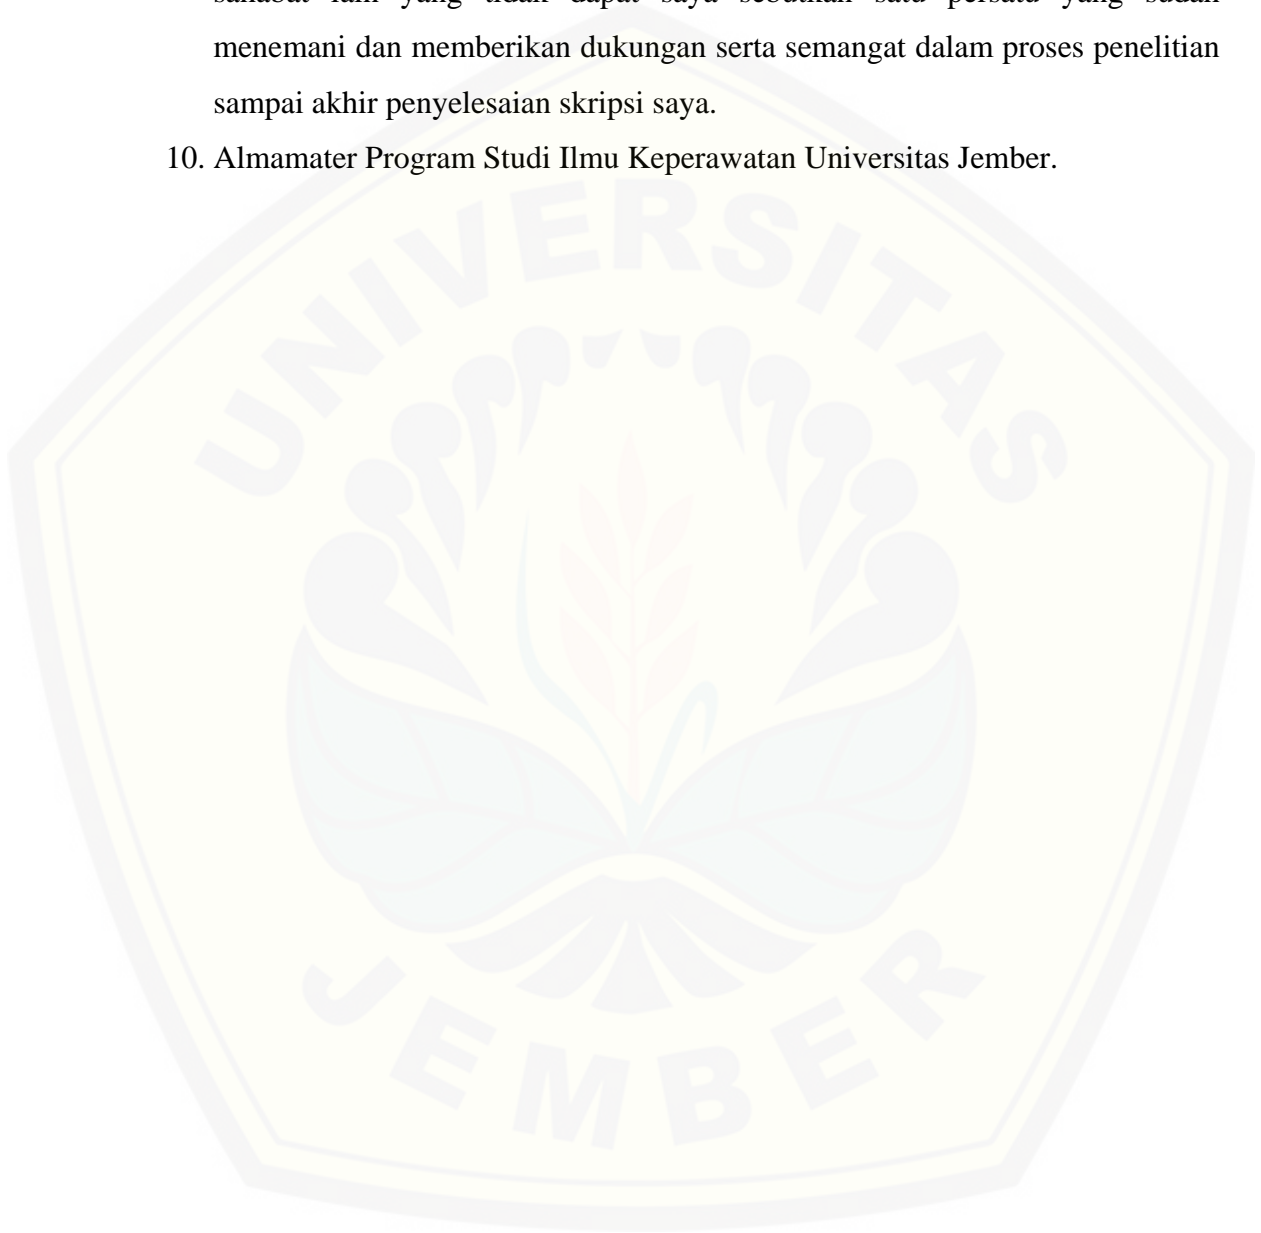 sahabat lain yang tidak dapat saya sebutkan satu persatu yang sudah
menemani dan memberikan dukungan serta semangat dalam proses penelitian
sampai akhir penyelesaian skripsi saya.
10. Almamater Program Studi Ilmu Keperawatan Universitas Jember.
UNIVERSITAS
JEMBER